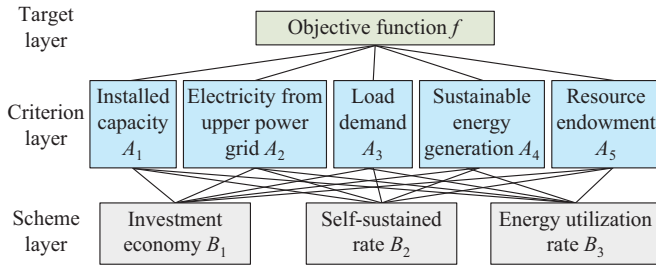 Target
layer
Objective function f
Criterion
layer
Installed
capacity
A1
Electricity from
upper power
grid A2
Load
demand
A3
Sustainable
energy
generation A4
Resource
endowment
A5
Scheme
layer
Investment
economy B1
Self-sustained
rate B2
Energy utilization
rate B3